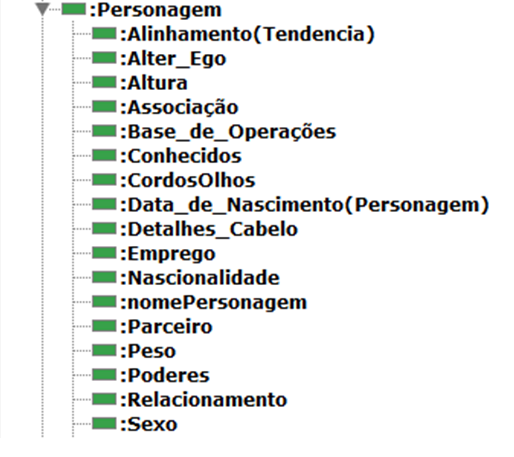 :Personagem
:Alinhamento(Tendencia)
:Alter_Ego
:Altura
:Associação
:Base_de_Operações
:Conhecidos
:CordosOlhos
:Data_de_Nascimento(Personagem)
:Detalhes_Cabelo
:Emprego
:Nascionalidade
:nomePersonagem
:Parceiro
:Peso
:Poderes
:Relacionamento
:Sexo